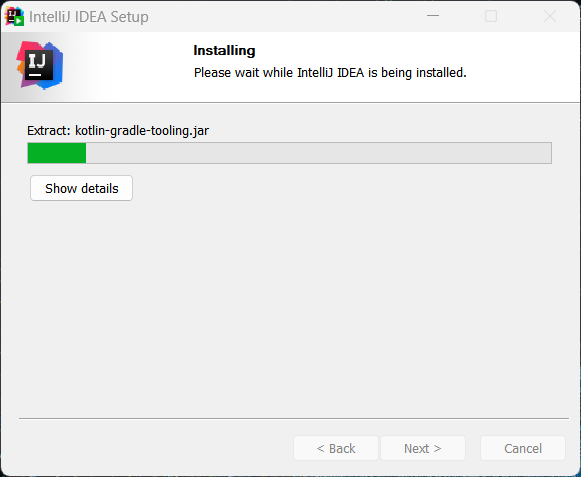 IntelliJ IDEA Setup
IJ
Installing
Please wait while IntelliJ IDEA is being installed.
Extract: kotlin-gradle-tooling.jar
Show details
< Back
Next >
Cancel